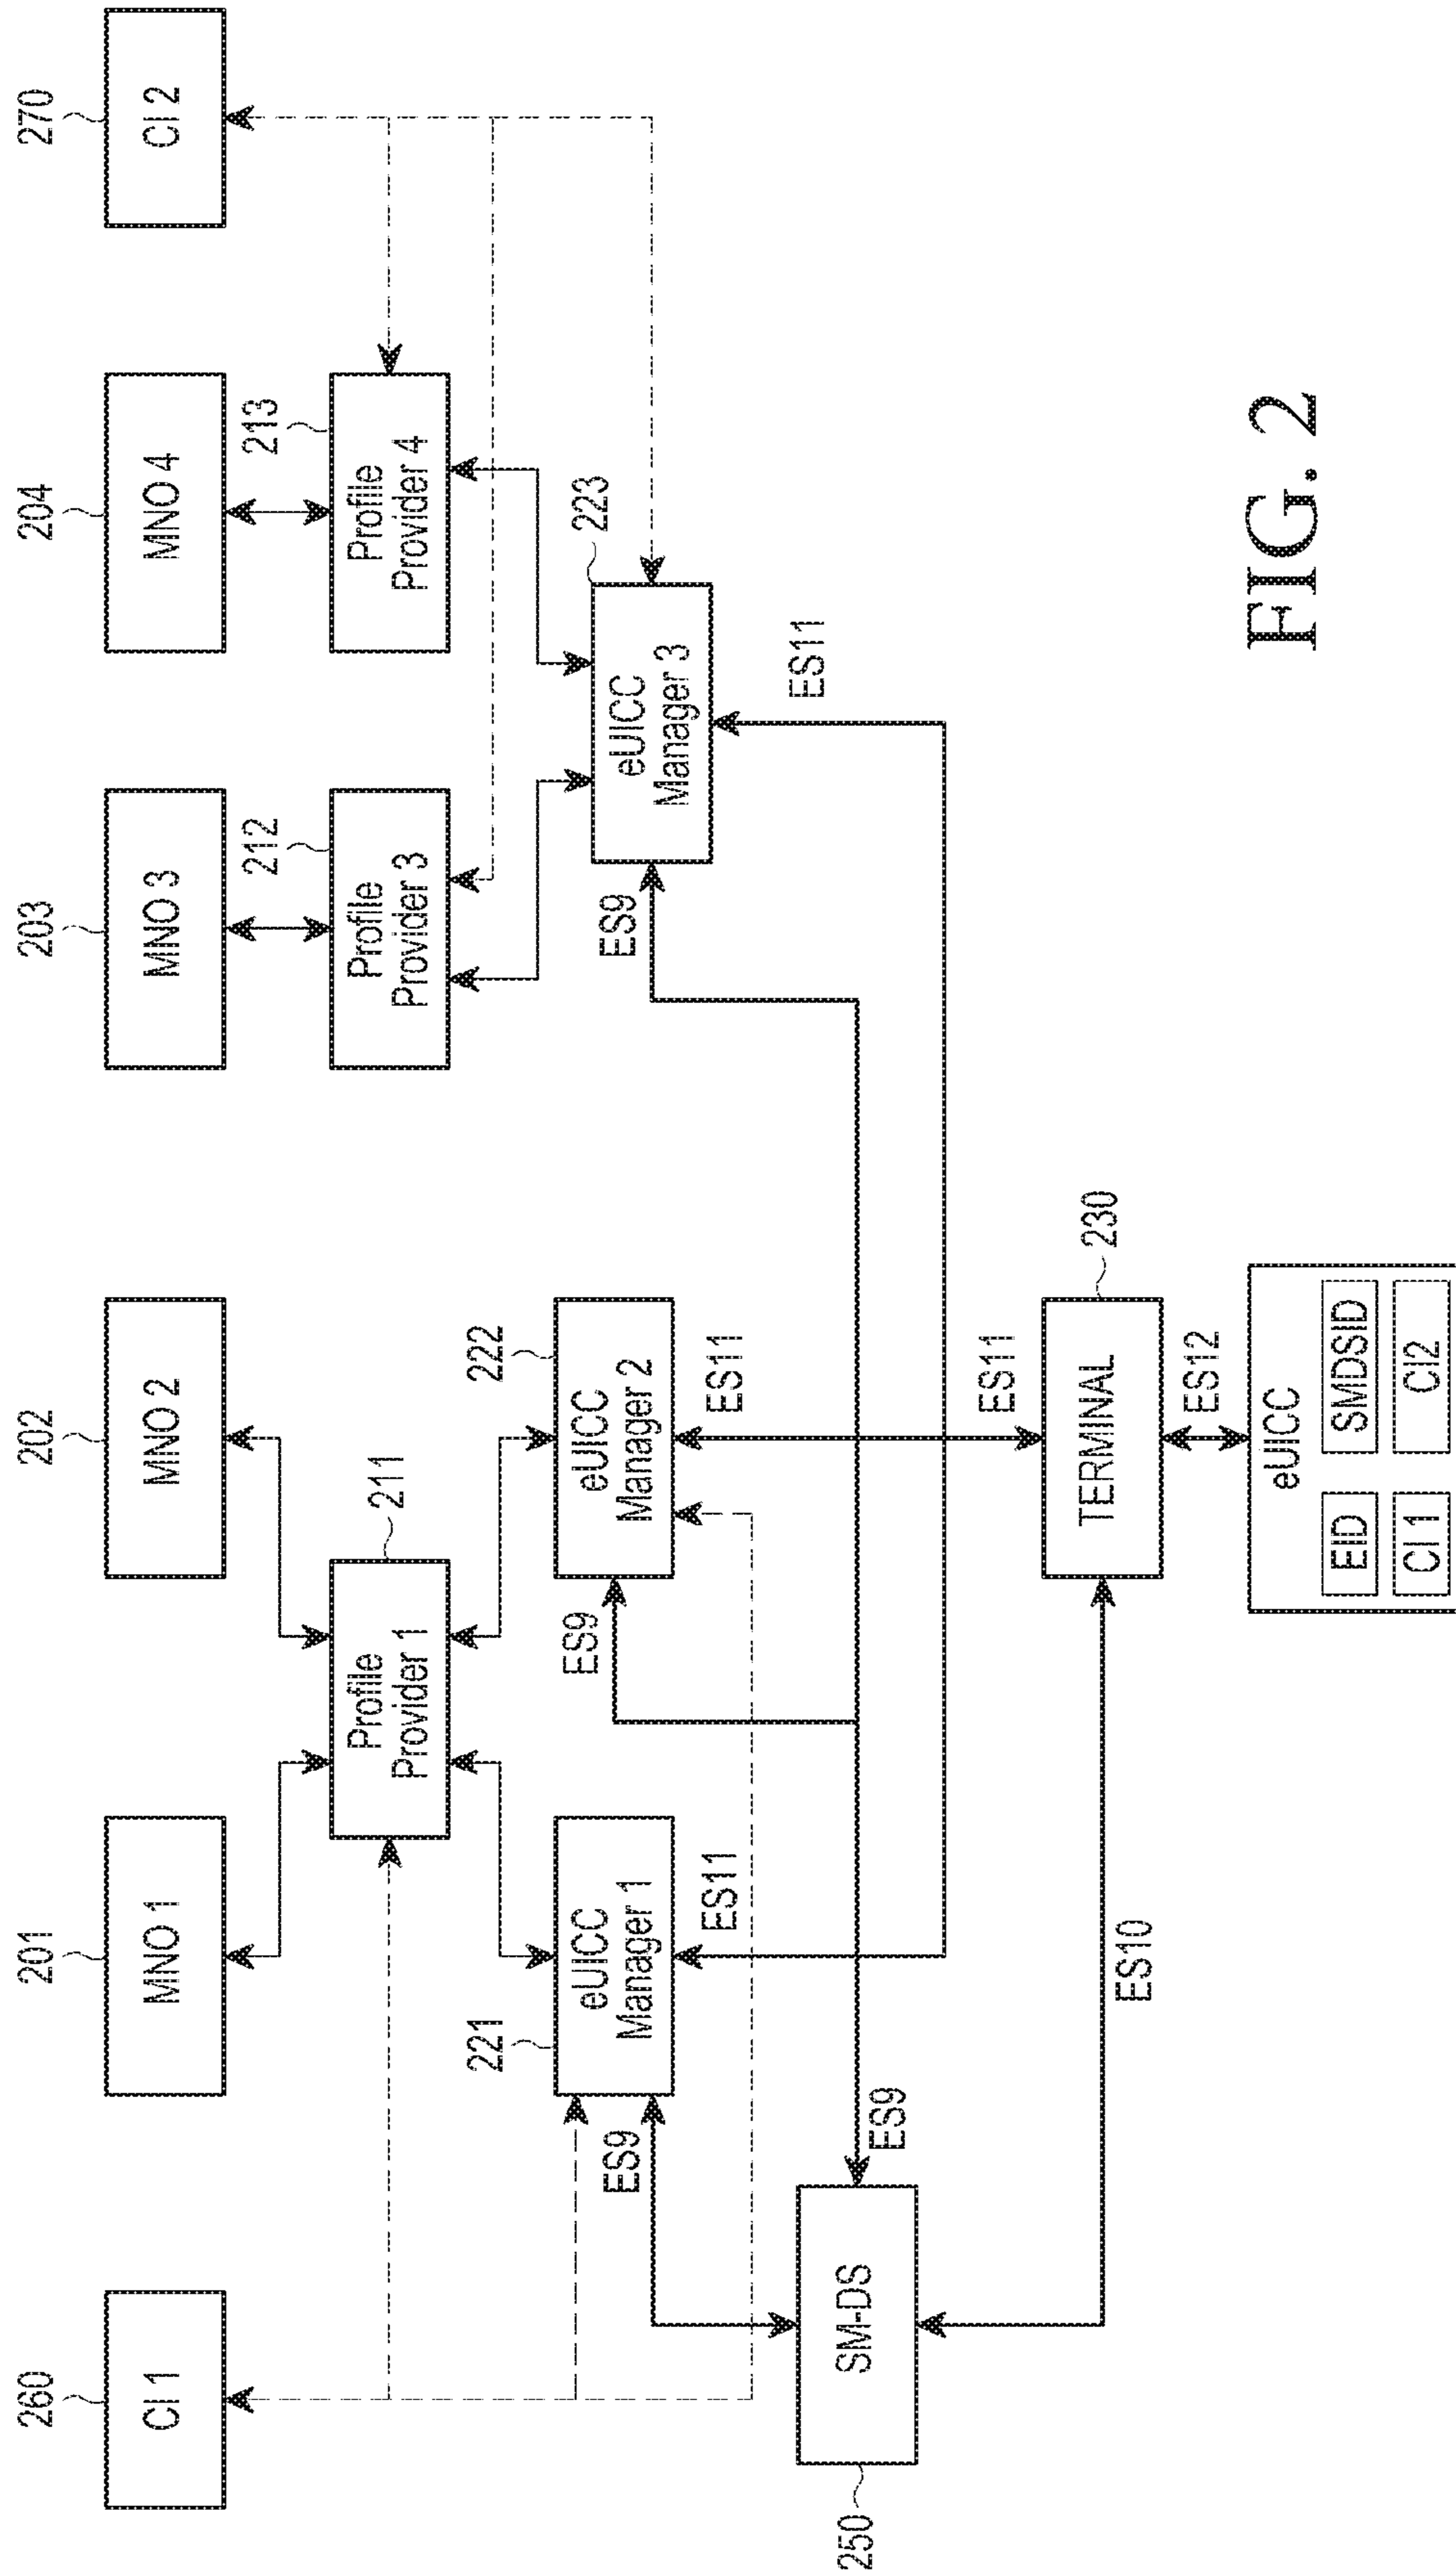 260
201
202
203
204
270
CI 1
MNO 1
MNO 2
MNO 3
MNO 4
CI 2
211
212
213
Profile
Provider 1
Profile
Provider 3
Profile
Provider 4
221
222
223
eUICC
Manager 1
eUICC
Manager 2
eUICC
Manager 3
ES9
ES11
ES9
ES11
ES9
ES11
250
SM-DS
ES9
ES10
ES11
TERMINAL
230
ES12
eUICC
EID
SMDSID
CI 1
CI2
FIG. 2